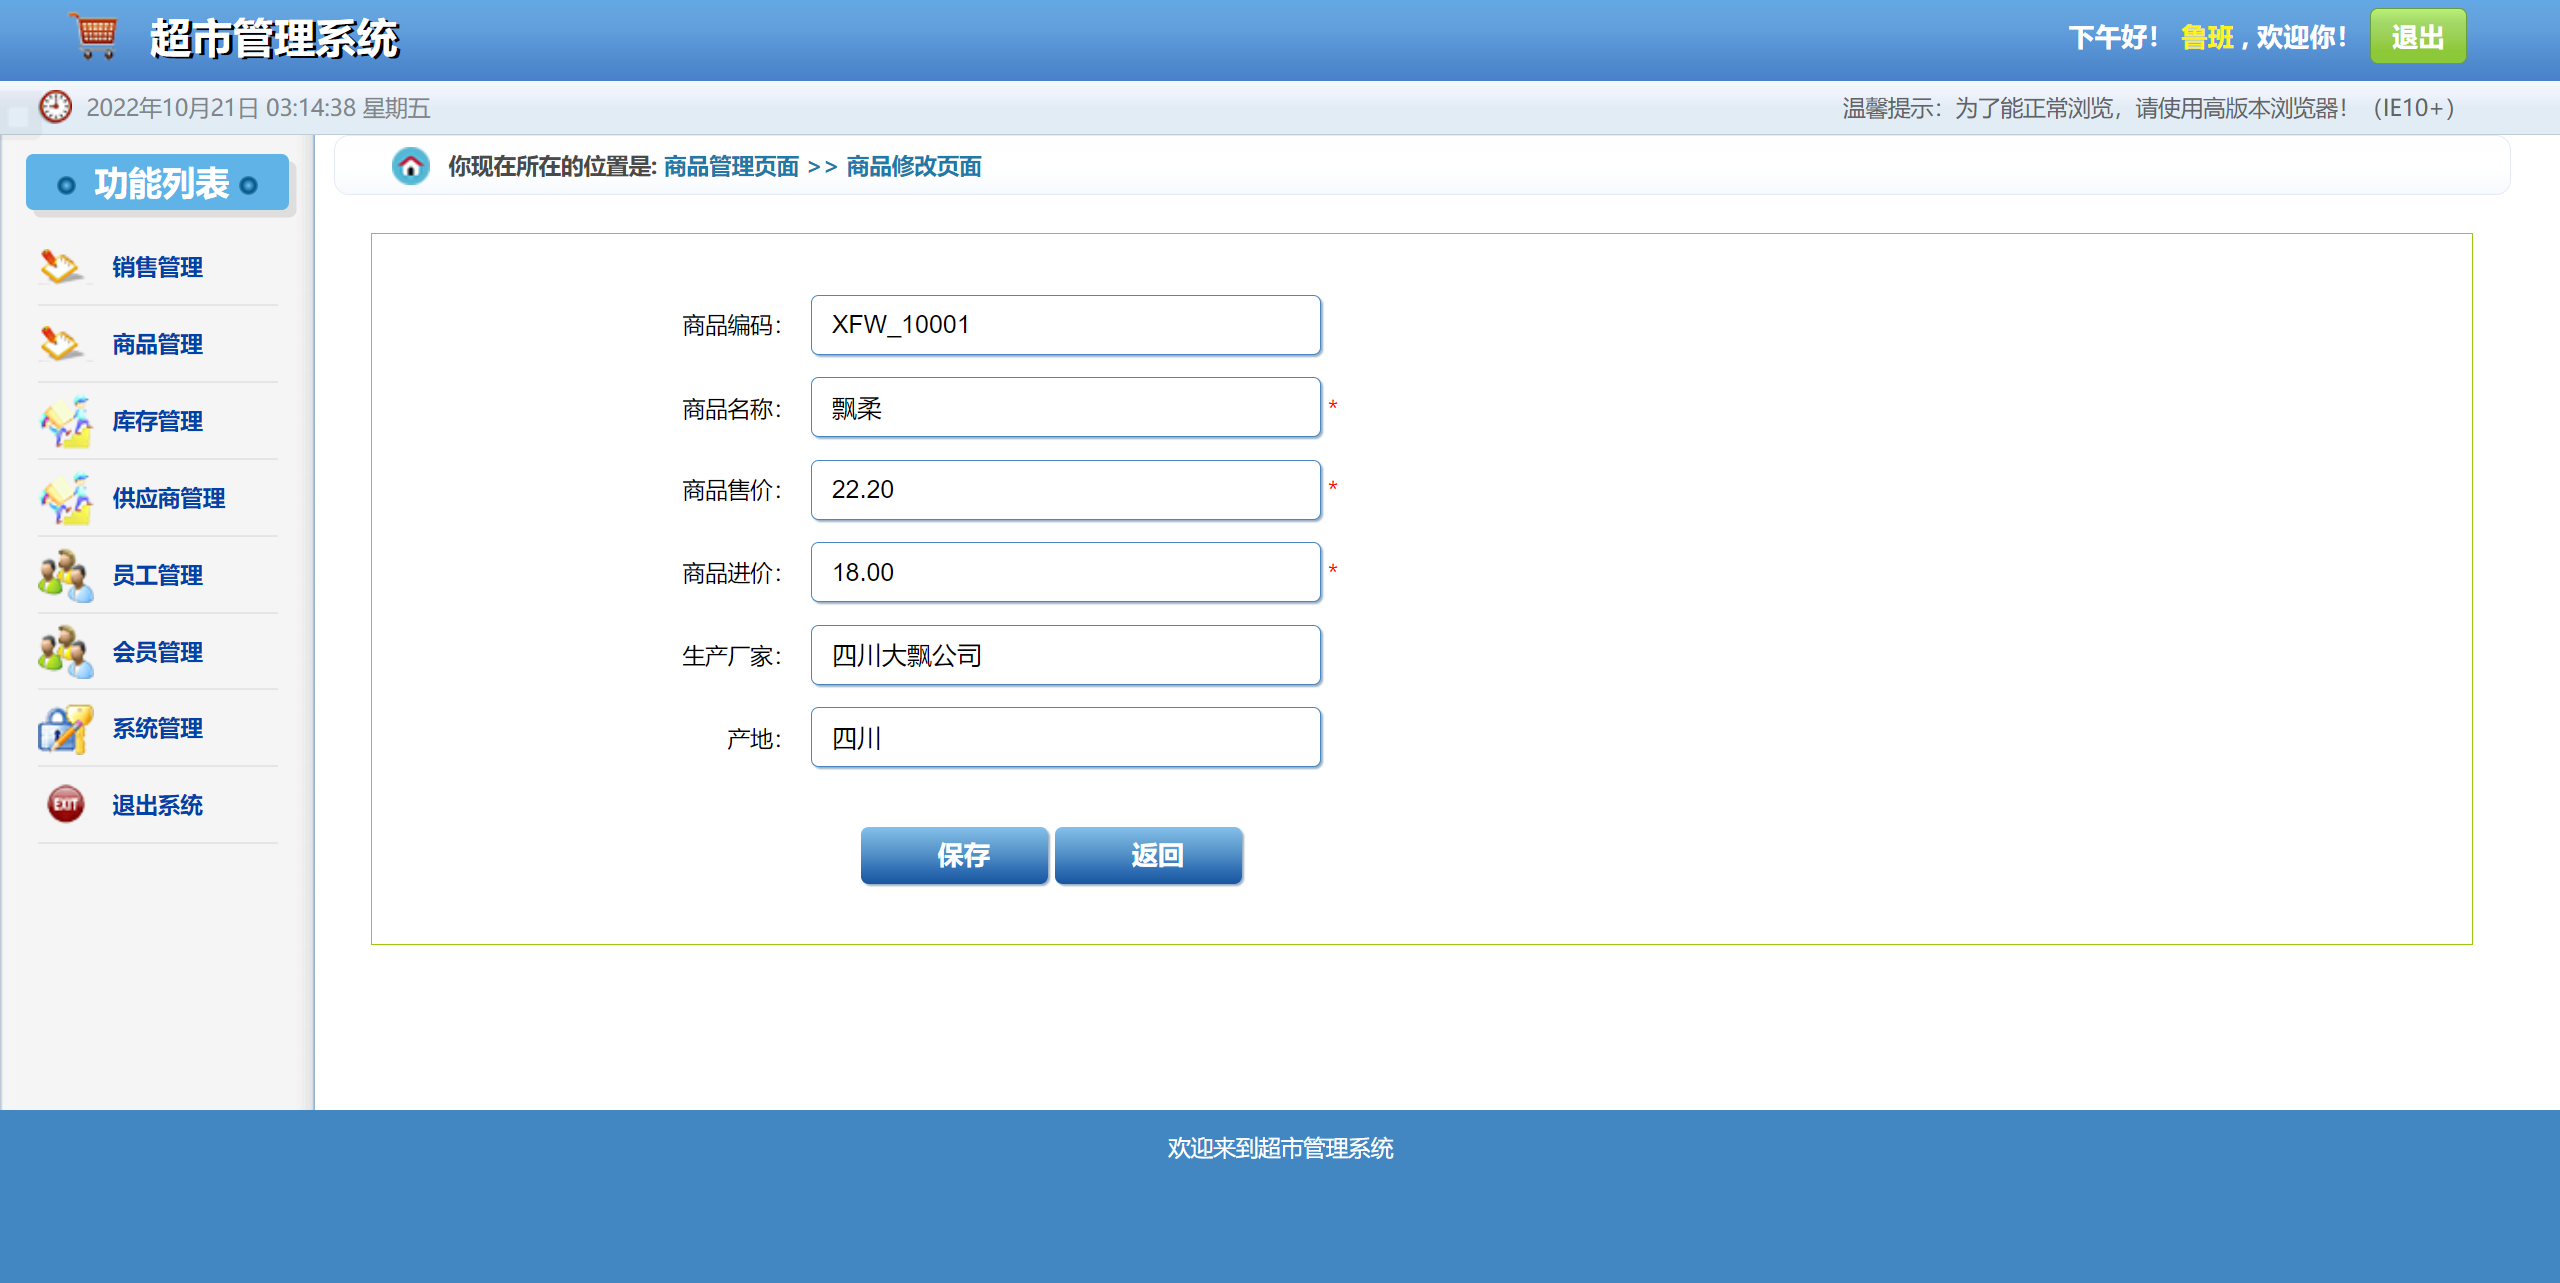 超市管理系统
下午好！ 鲁班 , 欢迎你！ 退出
2022年10月21日 03:14:38 星期五
温馨提示：为了能正常浏览，请使用高版本浏览器！（IE10+）
功能列表
销售管理
商品管理
库存管理
供应商管理
员工管理
会员管理
系统管理
EXIT 退出系统
你现在所在的位置是: 商品管理页面 >> 商品修改页面
商品编码： XFW_10001
商品名称： 飘柔 *
商品售价： 22.20 *
商品进价： 18.00 *
生产厂家： 四川大飘公司
产地： 四川
保存 返回
欢迎来到超市管理系统